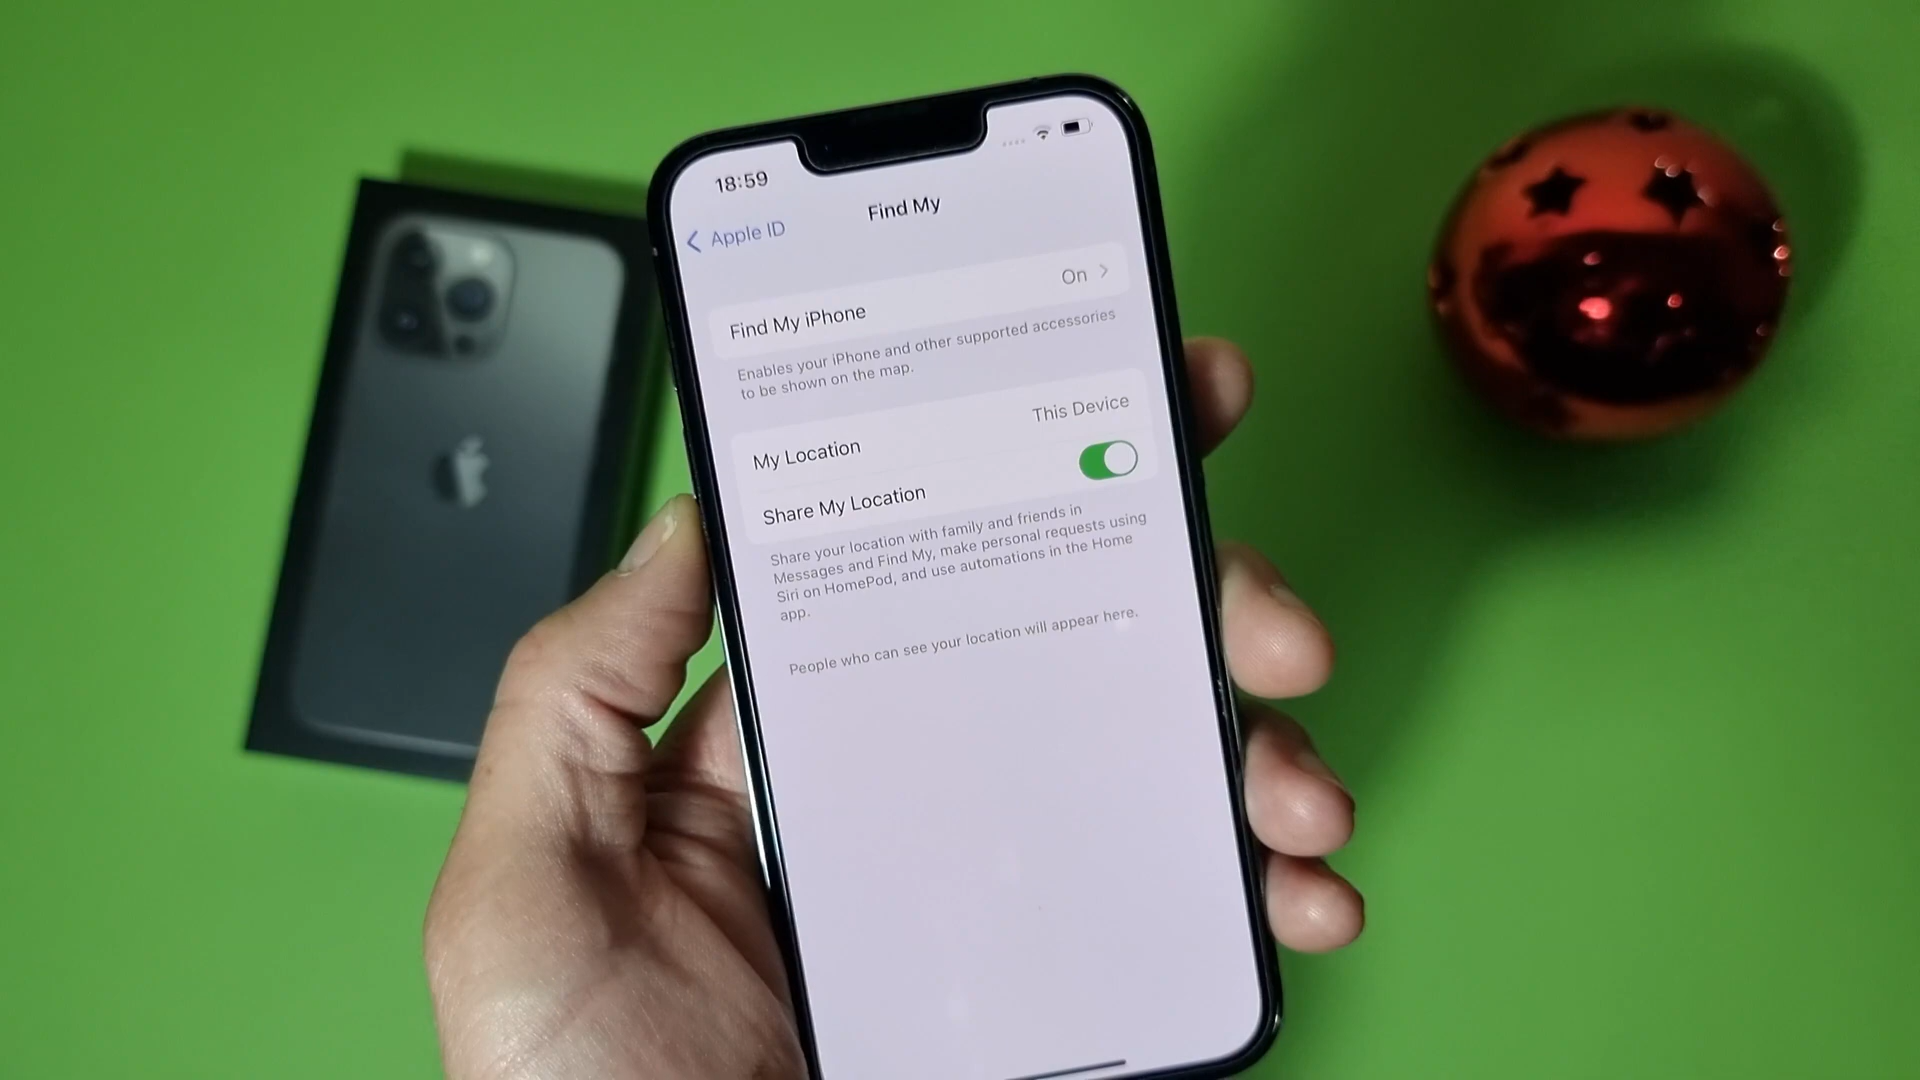 18:59
Apple ID
Find My
Find My iPhone
On
Enables your iPhone and other supported accessories
to be shown on the map.
My Location
This Device
Share My Location
Share your location with family and friends in
Messages and Find My, make personal requests using
Siri on HomePod, and use automations in the Home
app.
People who can see your location will appear here.